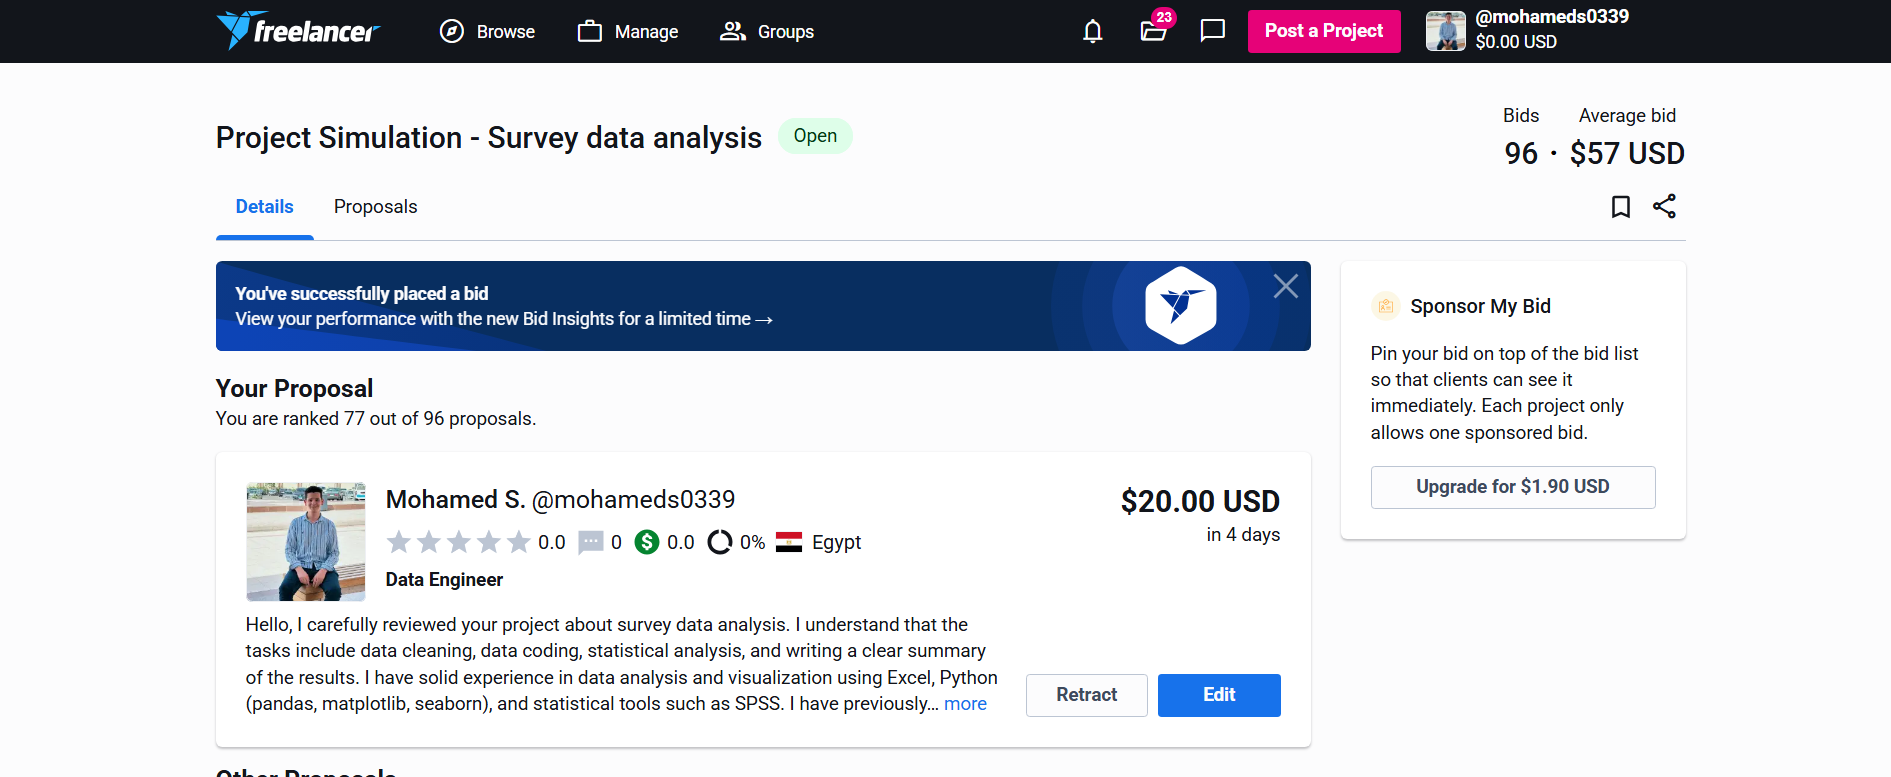 freelancer
Browse
Manage
Groups
23
Post a Project
@mohameds0339
$0.00 USD
Project Simulation - Survey data analysis
Open
Bids
Average bid
96 · $57 USD
Details
Proposals
You've successfully placed a bid
View your performance with the new Bid Insights for a limited time →
Your Proposal
You are ranked 77 out of 96 proposals.
Mohamed S. @mohameds0339
0.0 0 0.0 0% Egypt
Data Engineer
$20.00 USD
in 4 days
Hello, I carefully reviewed your project about survey data analysis. I understand that the
tasks include data cleaning, data coding, statistical analysis, and writing a clear summary
of the results. I have solid experience in data analysis and visualization using Excel, Python
(pandas, matplotlib, seaborn), and statistical tools such as SPSS. I have previously... more
Retract
Edit
Sponsor My Bid
Pin your bid on top of the bid list
so that clients can see it
immediately. Each project only
allows one sponsored bid.
Upgrade for $1.90 USD
Other Proposals